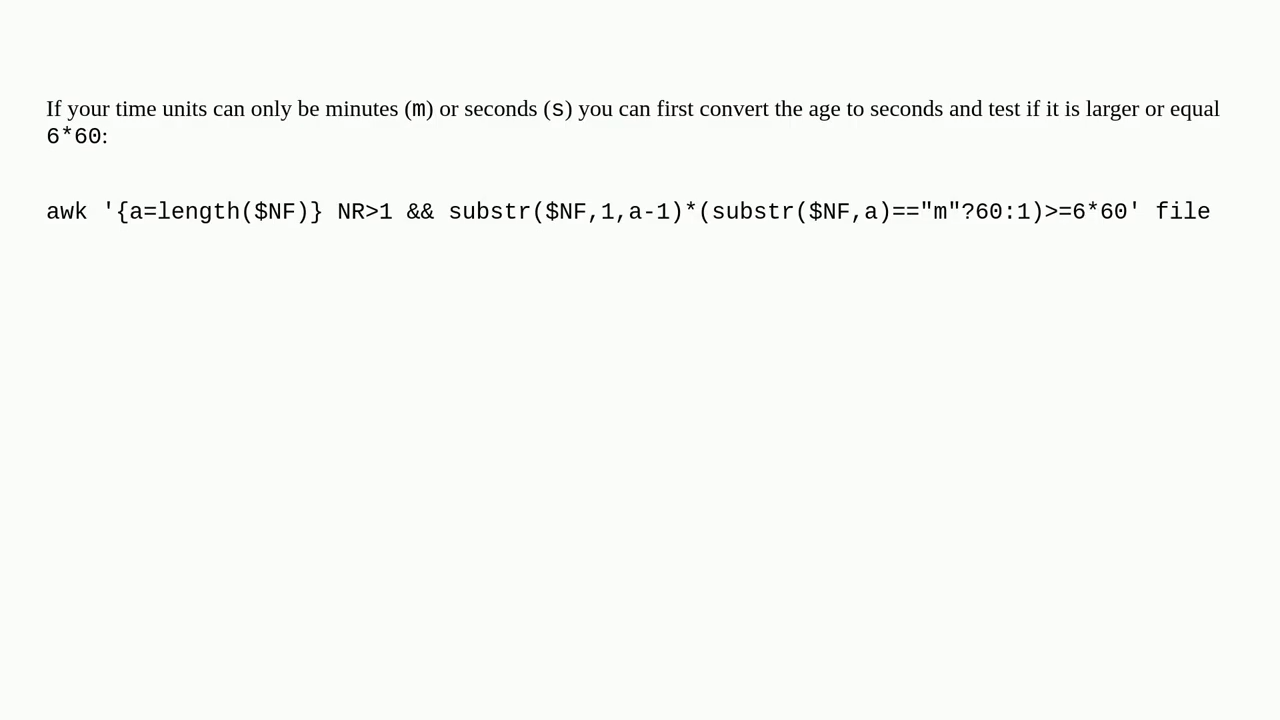 If your time units can only be minutes (m) or seconds (s) you can first convert the age to seconds and test if it is larger or equal
6*60:
awk '{a=length($NF)} NR>1 && substr($NF,1,a-1)*(substr($NF,a)=="m"?60:1)>=6*60' file